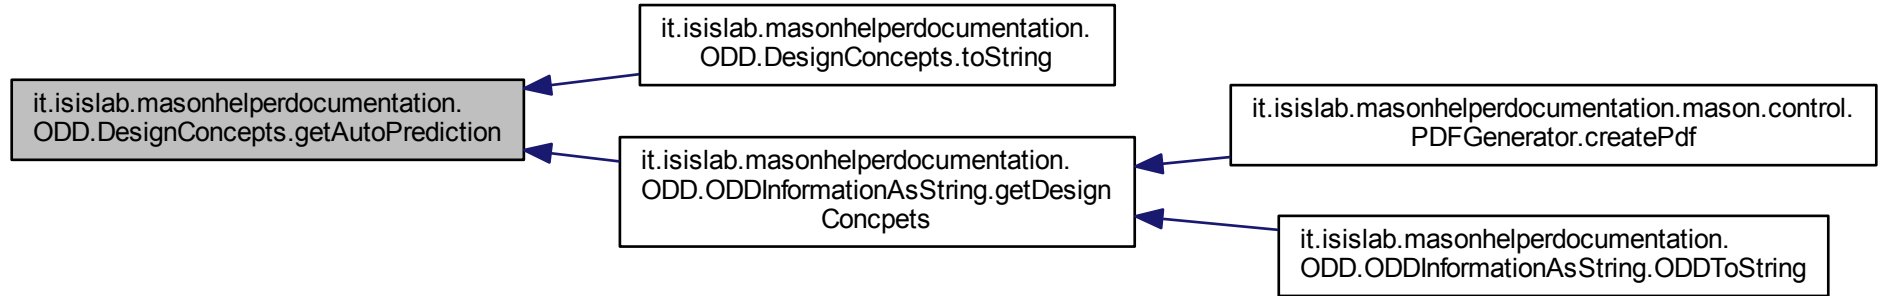 it.isislab.masonhelperdocumentation.
ODD.DesignConcepts.getAutoPrediction
it.isislab.masonhelperdocumentation.
ODD.DesignConcepts.toString
it.isislab.masonhelperdocumentation.
ODD.ODDInformationAsString.getDesign
Concpets
it.isislab.masonhelperdocumentation.mason.control.
PDFGenerator.createPdf
it.isislab.masonhelperdocumentation.
ODD.ODDInformationAsString.ODDToString